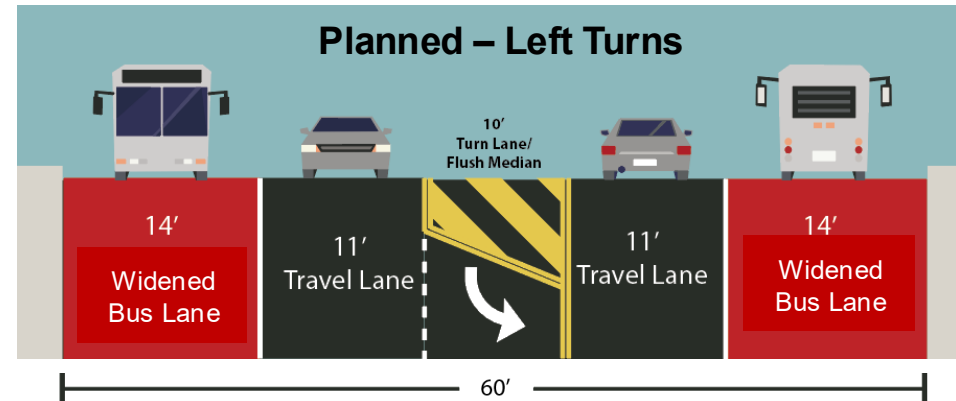 Planned – Left Turns
10’
Turn Lane/
Flush Median
14’
Widened
Bus Lane
11’
Travel Lane
11’
Travel Lane
14’
Widened
Bus Lane
60’